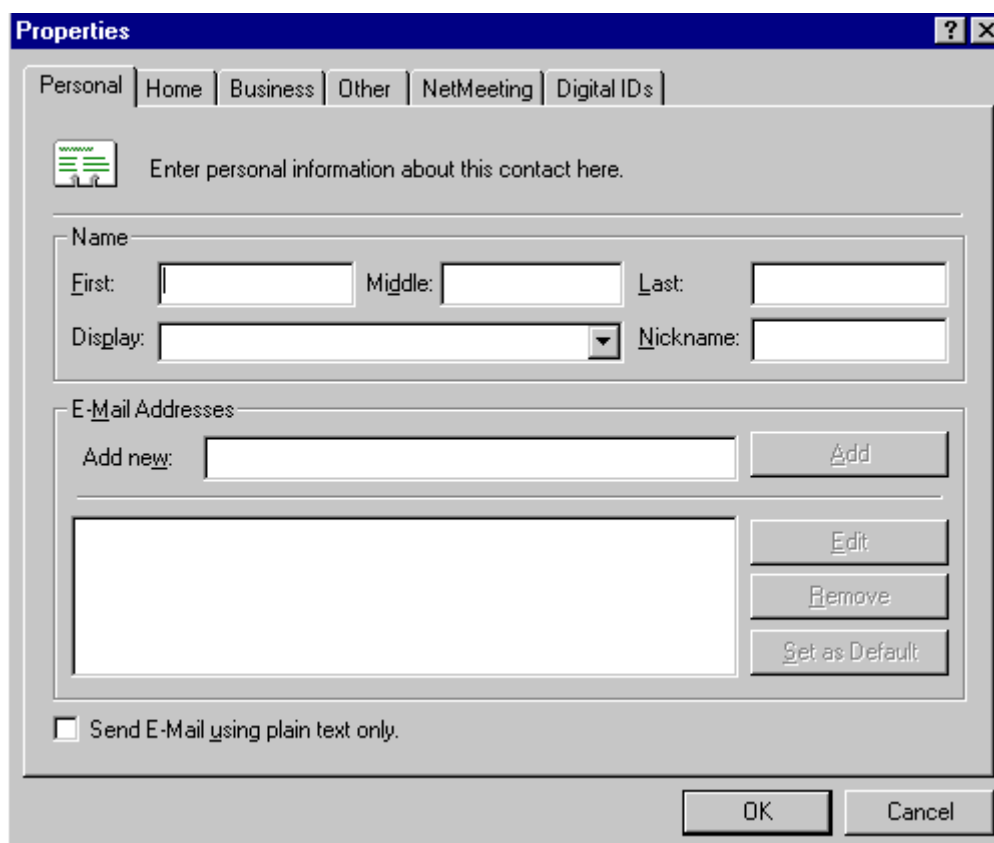 Properties
Personal Home Business Other NetMeeting Digital IDs
Enter personal information about this contact here.
Name
First: Middle: Last:
Display: Nickname:
E-Mail Addresses
Add new: Add
Edit
Remove
Set as Default
Send E-Mail using plain text only.
OK Cancel